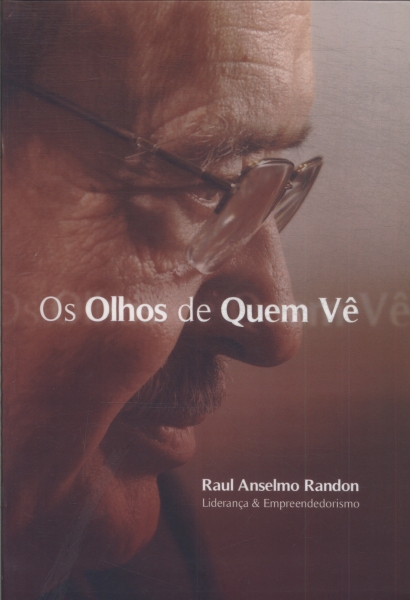 Os Olhos de Quem Vê
Raul Anselmo Randon
Liderança & Empreendedorismo